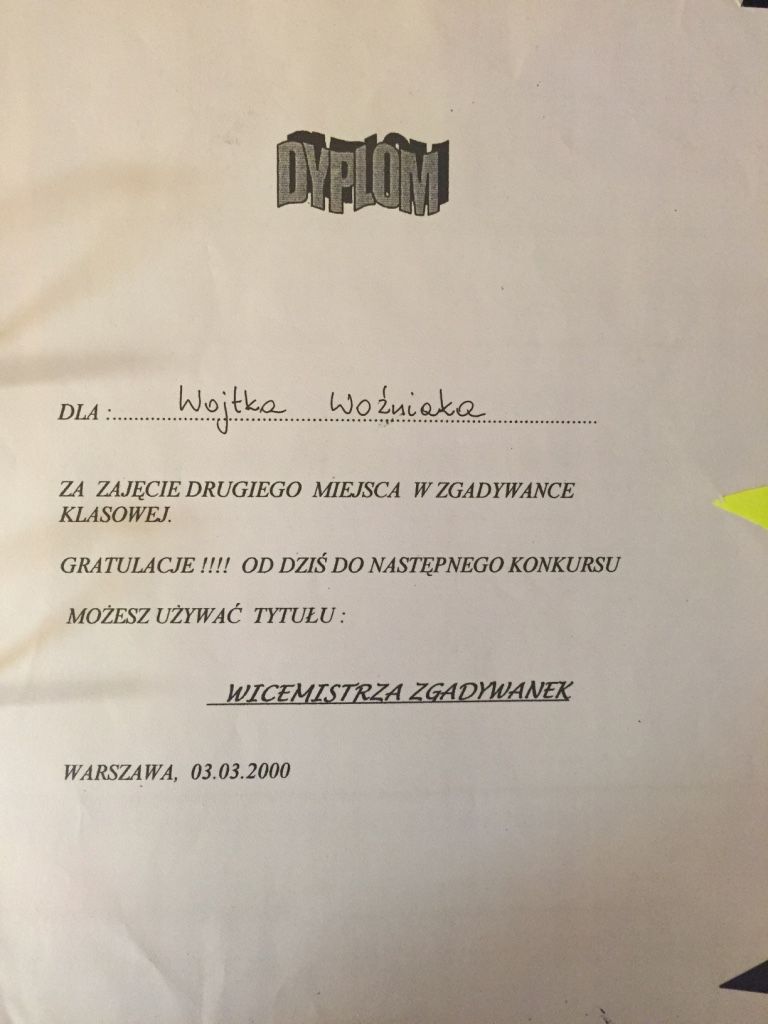 DYPLOM
DLA :.......Wojtka Woźniaka.......
ZA ZAJĘCIE DRUGIEGO MIEJSCA W ZGADYWANCE
KLASOWEJ.
GRATULACJE !!!! OD DZIŚ DO NASTĘPNEGO KONKURSU
MOŻESZ UŻYWAĆ TYTUŁU :
WICEMISTRZA ZGADYWANEK
WARSZAWA, 03.03.2000